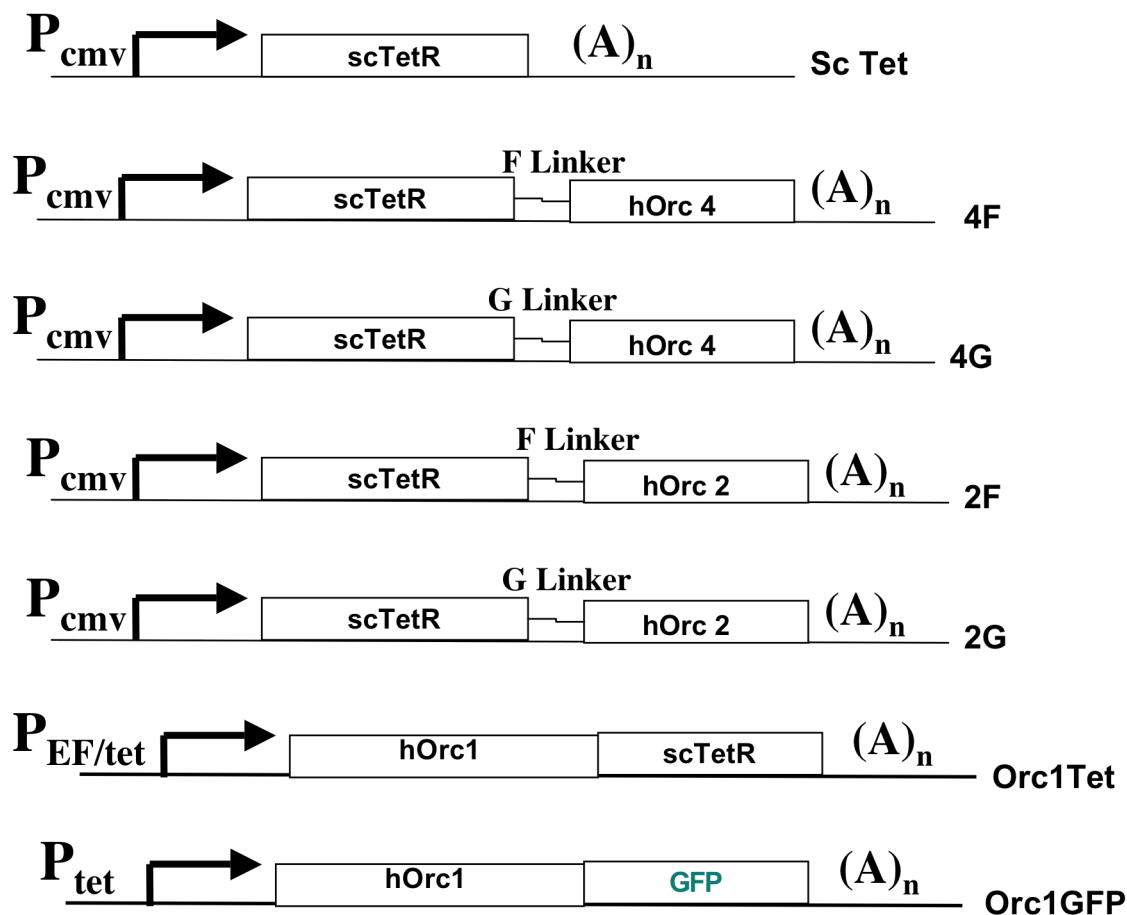 Pcmv scTetR (A)n Sc Tet
F Linker
Pcmv scTetR hOrc 4 (A)n 4F
G Linker
Pcmv scTetR hOrc 4 (A)n 4G
F Linker
Pcmv scTetR hOrc 2 (A)n 2F
G Linker
Pcmv scTetR hOrc 2 (A)n 2G
PEF/tet hOrc1 scTetR (A)n Orc1Tet
Ptet hOrc1 GFP (A)n Orc1GFP